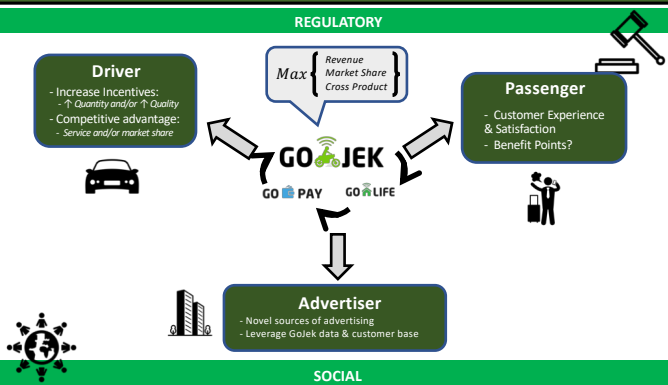 REGULATORY
Driver
- Increase Incentives:
- ↑ Quantity and/or ↑ Quality
- Competitive advantage:
- Service and/or market share
Max { Revenue
Market Share
Cross Product }
Passenger
- Customer Experience
& Satisfaction
- Benefit Points?
GO JEK
GO PAY
GO LIFE
Advertiser
- Novel sources of advertising
- Leverage GoJek data & customer base
SOCIAL